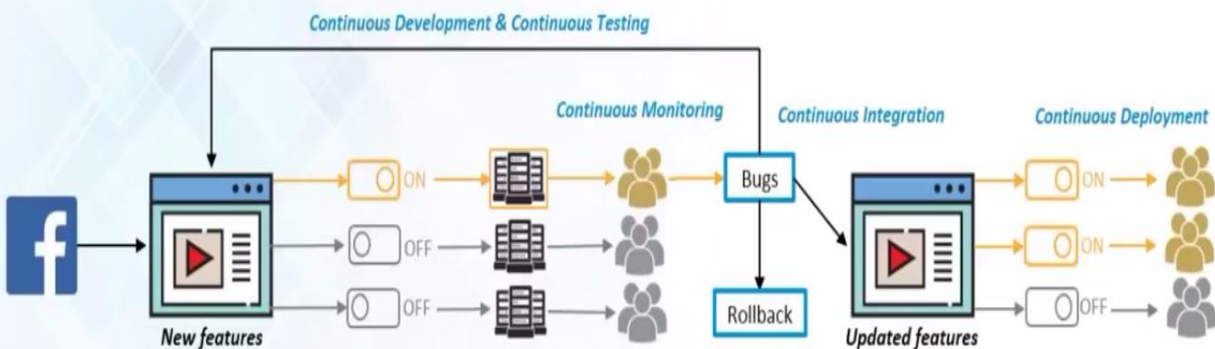 Continuous Development & Continuous Testing
Continuous Monitoring
Continuous Integration
Continuous Deployment
f
ON
Bugs
ON
OFF
ON
OFF
Rollback
OFF
New features
Updated features